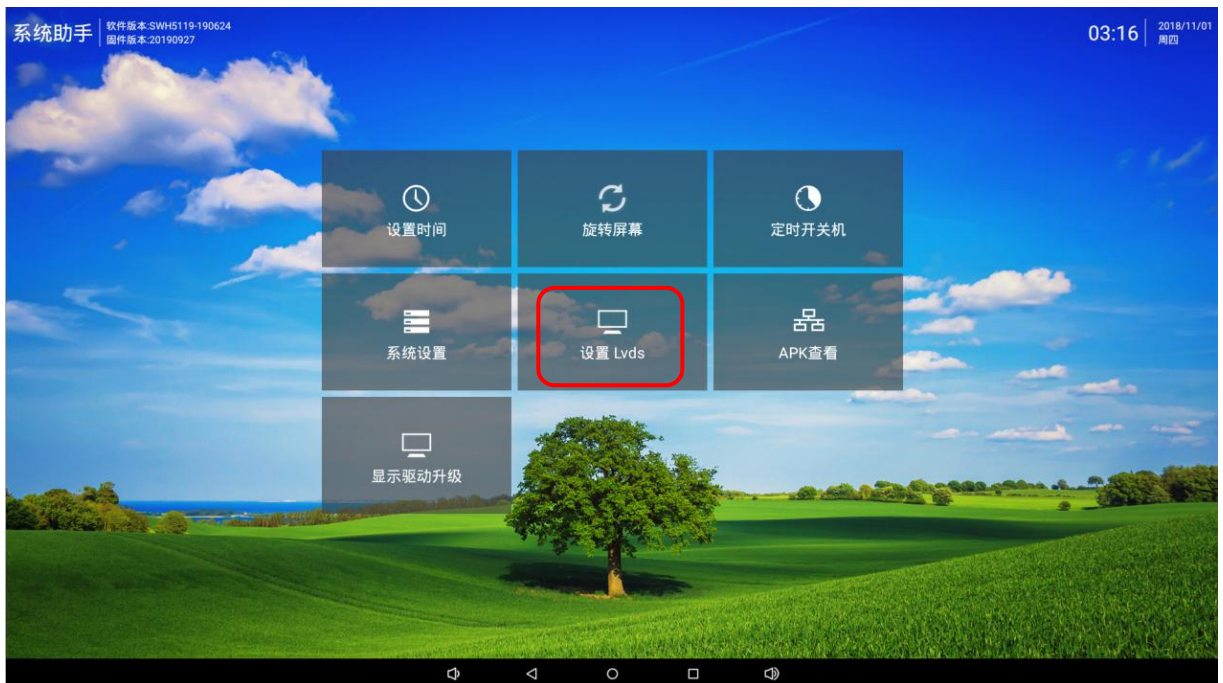 系统助手
软件版本:SWH5119-190624
固件版本:20190927
03:16
2018/11/01
周四
设置时间
旋转屏幕
定时开关机
系统设置
设置 Lvds
APK查看
显示驱动升级